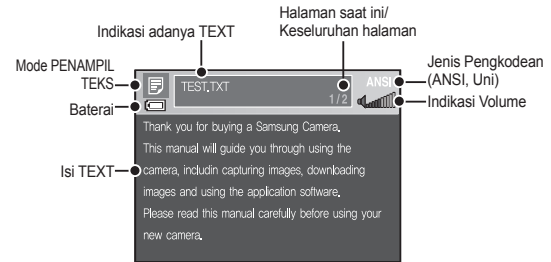 Indikasi adanya TEXT
Halaman saat ini/
Keseluruhan halaman
Mode PENAMPIL
TEKS
Baterai
Isi TEXT
Jenis Pengkodean
(ANSI, Uni)
Indikasi Volume
TEST.TXT
ANSI
1/2
Thank you for buying a Samsung Camera.
This manual will guide you through using the
camera, includin capturing images, downloading
images and using the application software.
Please read this manual carefully before using your
new camera.